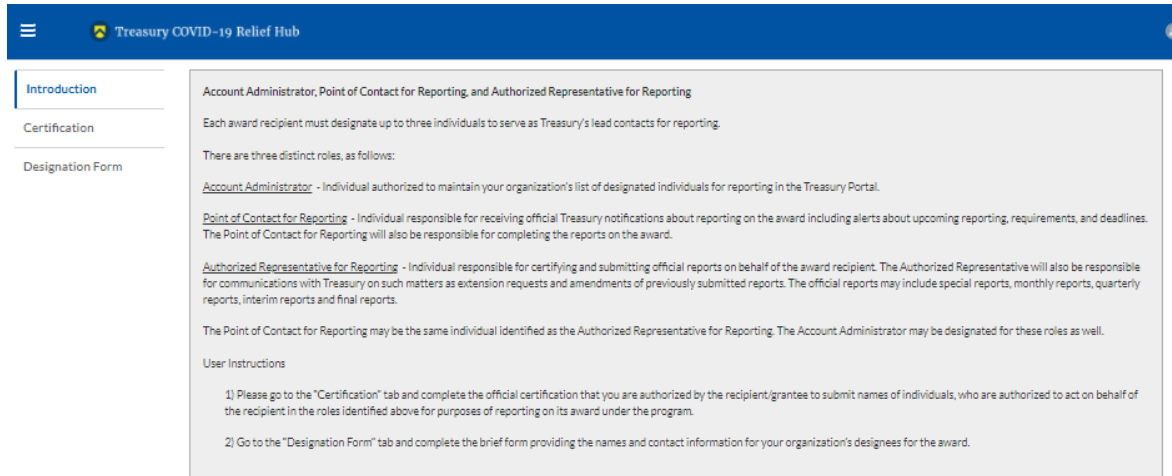 Treasury COVID-19 Relief Hub
Introduction
Certification
Designation Form
Account Administrator, Point of Contact for Reporting, and Authorized Representative for Reporting
Each award recipient must designate up to three individuals to serve as Treasury's lead contacts for reporting.
There are three distinct roles, as follows:
Account Administrator - Individual authorized to maintain your organization's list of designated individuals for reporting in the Treasury Portal.
Point of Contact for Reporting - Individual responsible for receiving official Treasury notifications about reporting on the award including alerts about upcoming reporting, requirements, and deadlines.
The Point of Contact for Reporting will also be responsible for completing the reports on the award.
Authorized Representative for Reporting - Individual responsible for certifying and submitting official reports on behalf of the award recipient. The Authorized Representative will also be responsible
for communications with Treasury on such matters as extension requests and amendments of previously submitted reports. The official reports may include special reports, monthly reports, quarterly
reports, interim reports and final reports.
The Point of Contact for Reporting may be the same individual identified as the Authorized Representative for Reporting. The Account Administrator may be designated for these roles as well.
User Instructions
1) Please go to the "Certification" tab and complete the official certification that you are authorized by the recipient/grantee to submit names of individuals, who are authorized to act on behalf of
the recipient in the roles identified above for purposes of reporting on its award under the program.
2) Go to the "Designation Form" tab and complete the brief form providing the names and contact information for your organization's designees for the award.